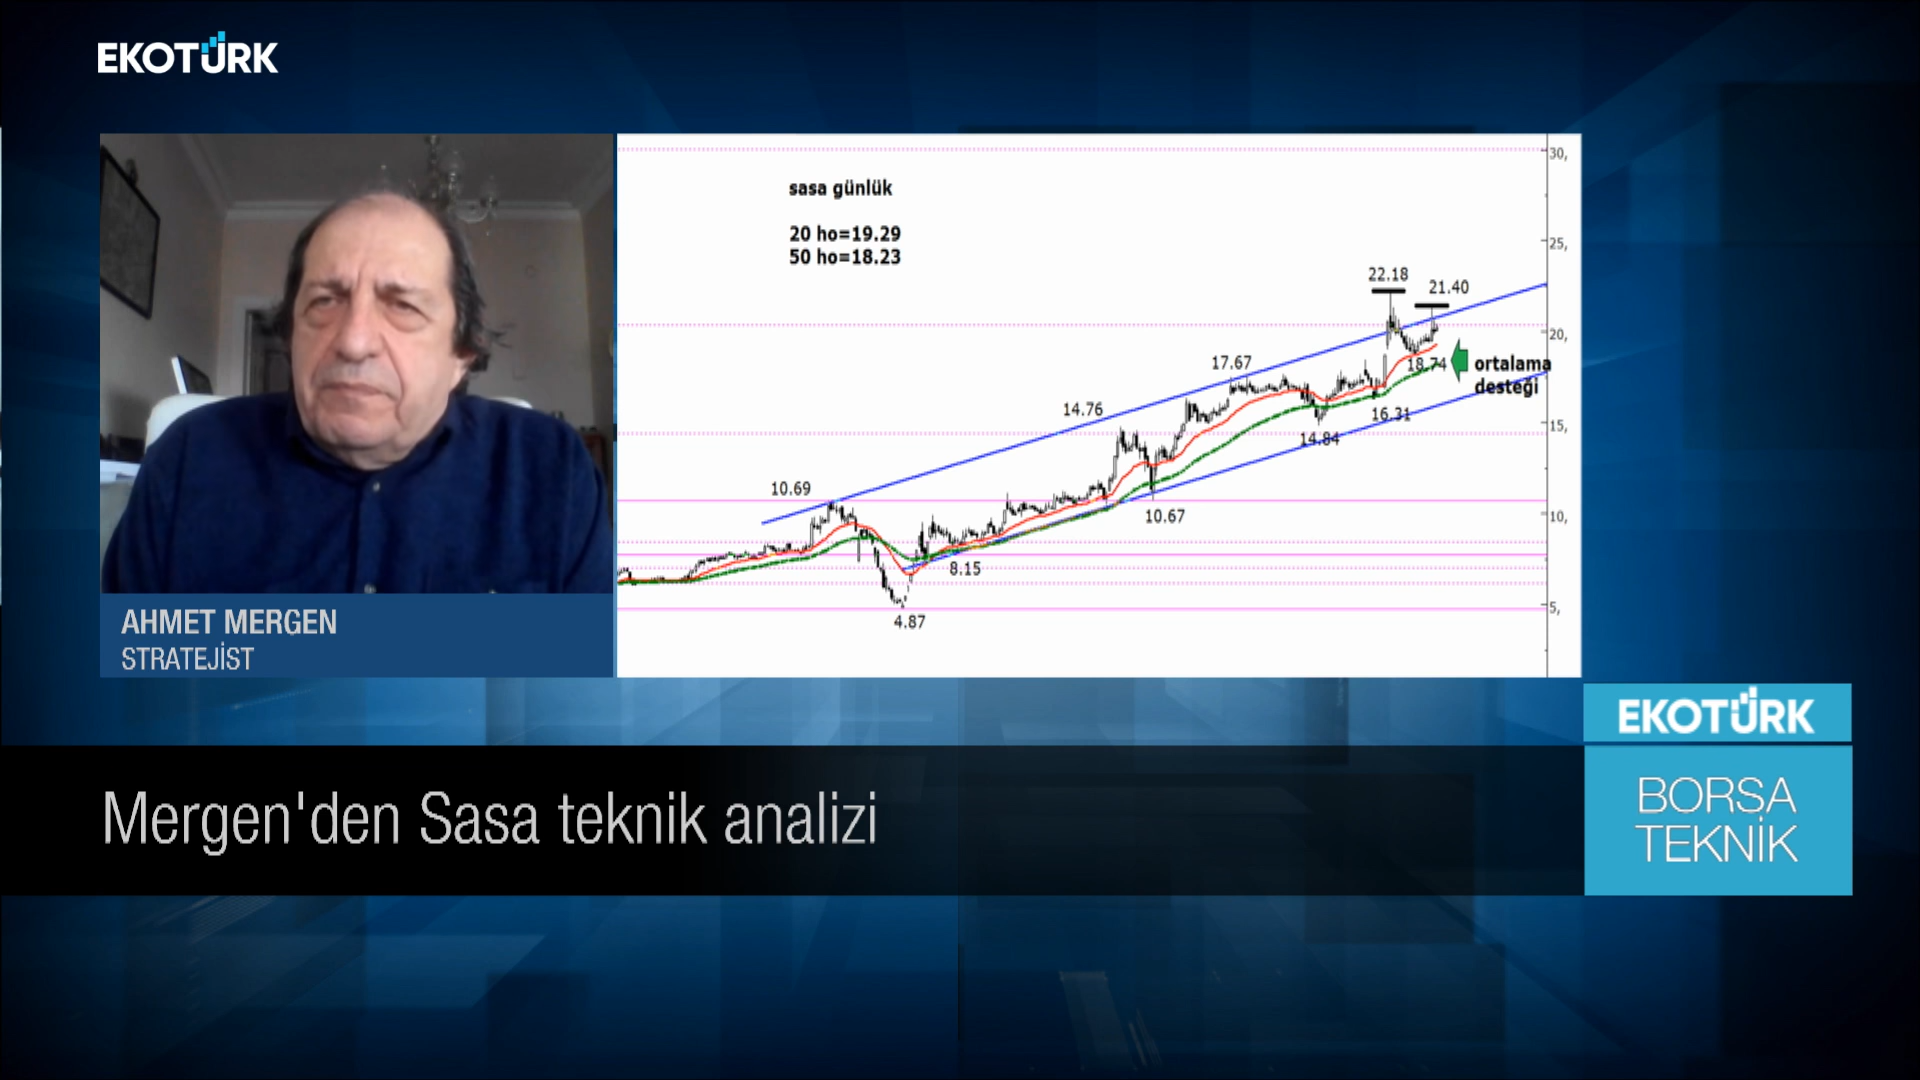 EKOTÜRK
sasa günlük
20 ho=19.29
50 ho=18.23
30,
25,
20,
15,
10,
5,
22.18
21.40
18.74
ortalama
desteği
17.67
16.31
14.76
14.84
10.69
10.67
8.15
4.87
AHMET MERGEN
STRATEJİST
EKOTÜRK
Mergen'den Sasa teknik analizi
BORSA
TEKNİK